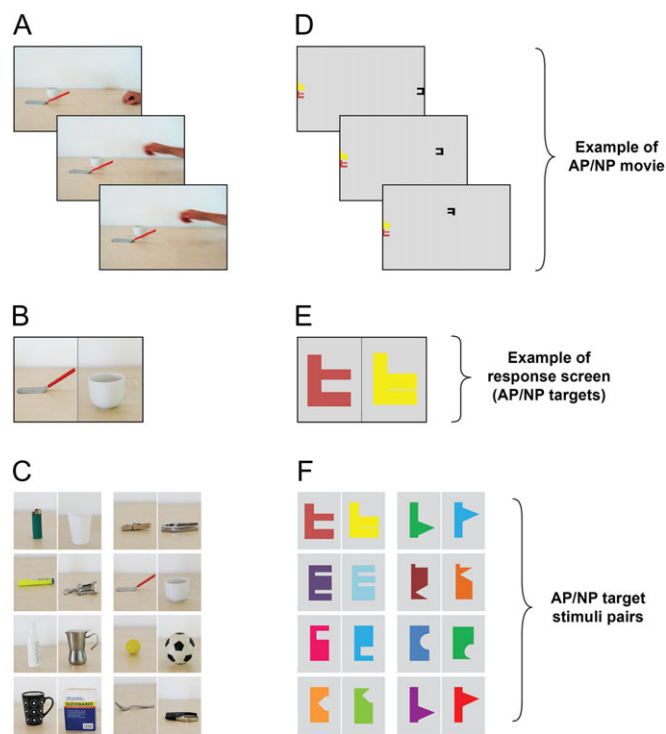 A
D
Example of
AP/NP movie
B
E
Example of
response screen
(AP/NP targets)
C
F
DIZIONARIO
AP/NP target
stimuli pairs